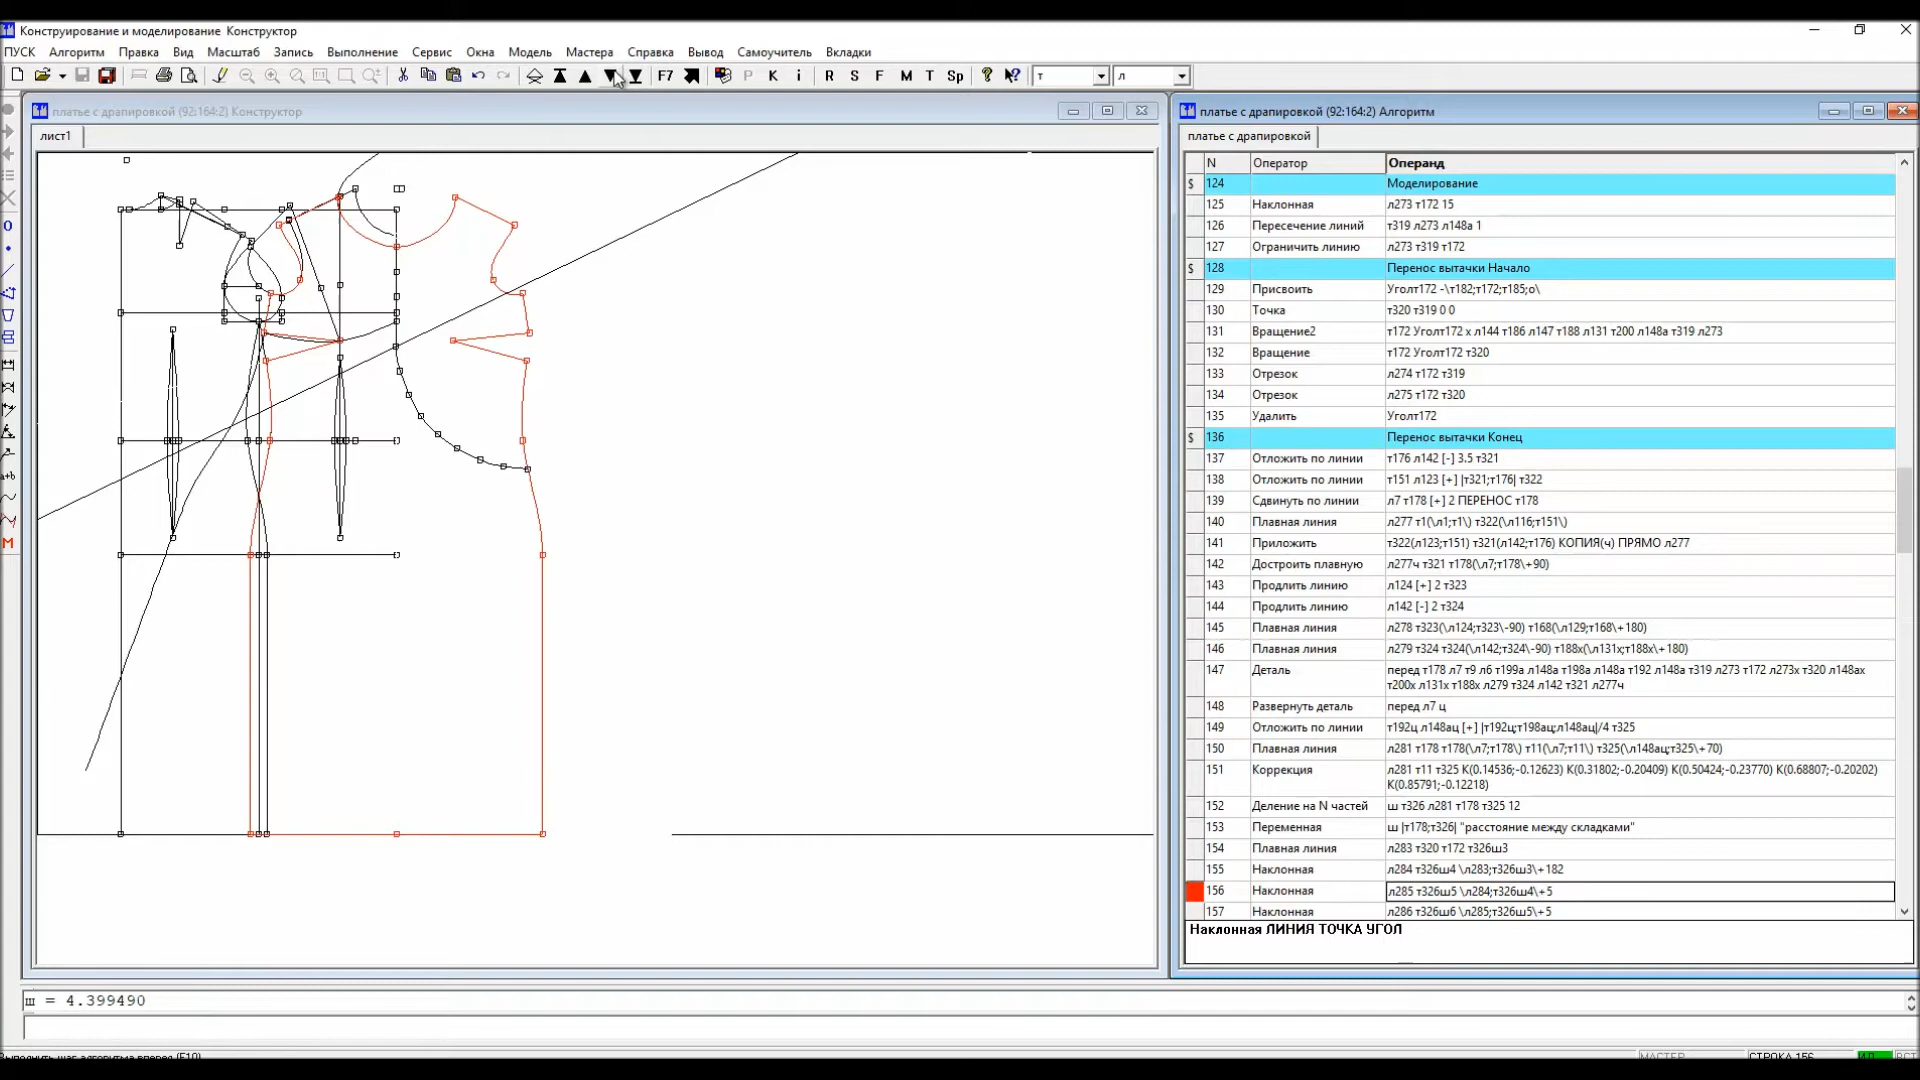 Конструирование и моделирование Конструктор
ПУСК Алгоритм Правка Вид Масштаб Запись Выполнение Сервис Окна Модель Мастера Справка Вывод Самоучитель Вкладки
F7 P K i R S F M T Sp т л
платье с драпировкой (92:164:2) Конструктор
лист1
платье с драпировкой (92:164:2) Алгоритм
платье с драпировкой
N Оператор Операнд
$ 124 Моделирование
125 Наклонная л273 т172 15
126 Пересечение линий т319 л273 л148а 1
127 Ограничить линию л273 т319 т172
$ 128 Перенос вытачки Начало
129 Присвоить Уголт172 -\т182;т172;т185;о\
130 Точка т320 т319 0 0
131 Вращение2 т172 Уголт172 х л144 т186 л147 т188 л131 т200 л148а т319 л273
132 Вращение т172 Уголт172 т320
133 Отрезок л274 т172 т319
134 Отрезок л275 т172 т320
135 Удалить Уголт172
$ 136 Перенос вытачки Конец
137 Отложить по линии т176 л142 [-] 3.5 т321
138 Отложить по линии т151 л123 [+] |т321;т176| т322
139 Сдвинуть по линии л7 т178 [+] 2 ПЕРЕНОС т178
140 Плавная линия л277 т1(\л1;т1\) т322(\л116;т151\)
141 Приложить т322(л123;т151) т321(л142;т176) КОПИЯ(ч) ПРЯМО л277
142 Достроить плавную л277ч т321 т178(\л7;т178\+90)
143 Продлить линию л124 [+] 2 т323
144 Продлить линию л142 [-] 2 т324
145 Плавная линия л278 т323(\л124;т323\-90) т168(\л129;т168\+180)
146 Плавная линия л279 т324 т324(\л142;т324\-90) т188х(\л131х;т188х\+180)
147 Деталь перед т178 л7 т9 л6 т199а л148а т198а л148а т192 л148а т319 л273 т172 л273х т320 л148ах
т200х л131х т188х л279 т324 л142 т321 л277ч
148 Развернуть деталь перед л7 ц
149 Отложить по линии т192ц л148ац [+] |т192ц;т198ац;л148ац|/4 т325
150 Плавная линия л281 т178 т178(\л7;т178\) т11(\л7;т11\) т325(\л148ац;т325\+70)
151 Коррекция л281 т11 т325 К(0.14536;-0.12623) К(0.31802;-0.20409) К(0.50424;-0.23770) К(0.68807;-0.20202)
К(0.85791;-0.12218)
152 Деление на N частей ш т326 л281 т178 т325 12
153 Переменная ш |т178;т326| "расстояние между складками"
154 Плавная линия л283 т320 т172 т326ш3
155 Наклонная л284 т326ш4 \л283;т326ш3\+182
156 Наклонная л285 т326ш5 \л284;т326ш4\+5
157 Наклонная л286 т326ш6 \л285;т326ш5\+5
Наклонная ЛИНИЯ ТОЧКА УГОЛ
О
a+b
M
ш = 4.399490
Выполнить шаг алгоритма вперед (F10) МАСТЕР СТРОКА 156